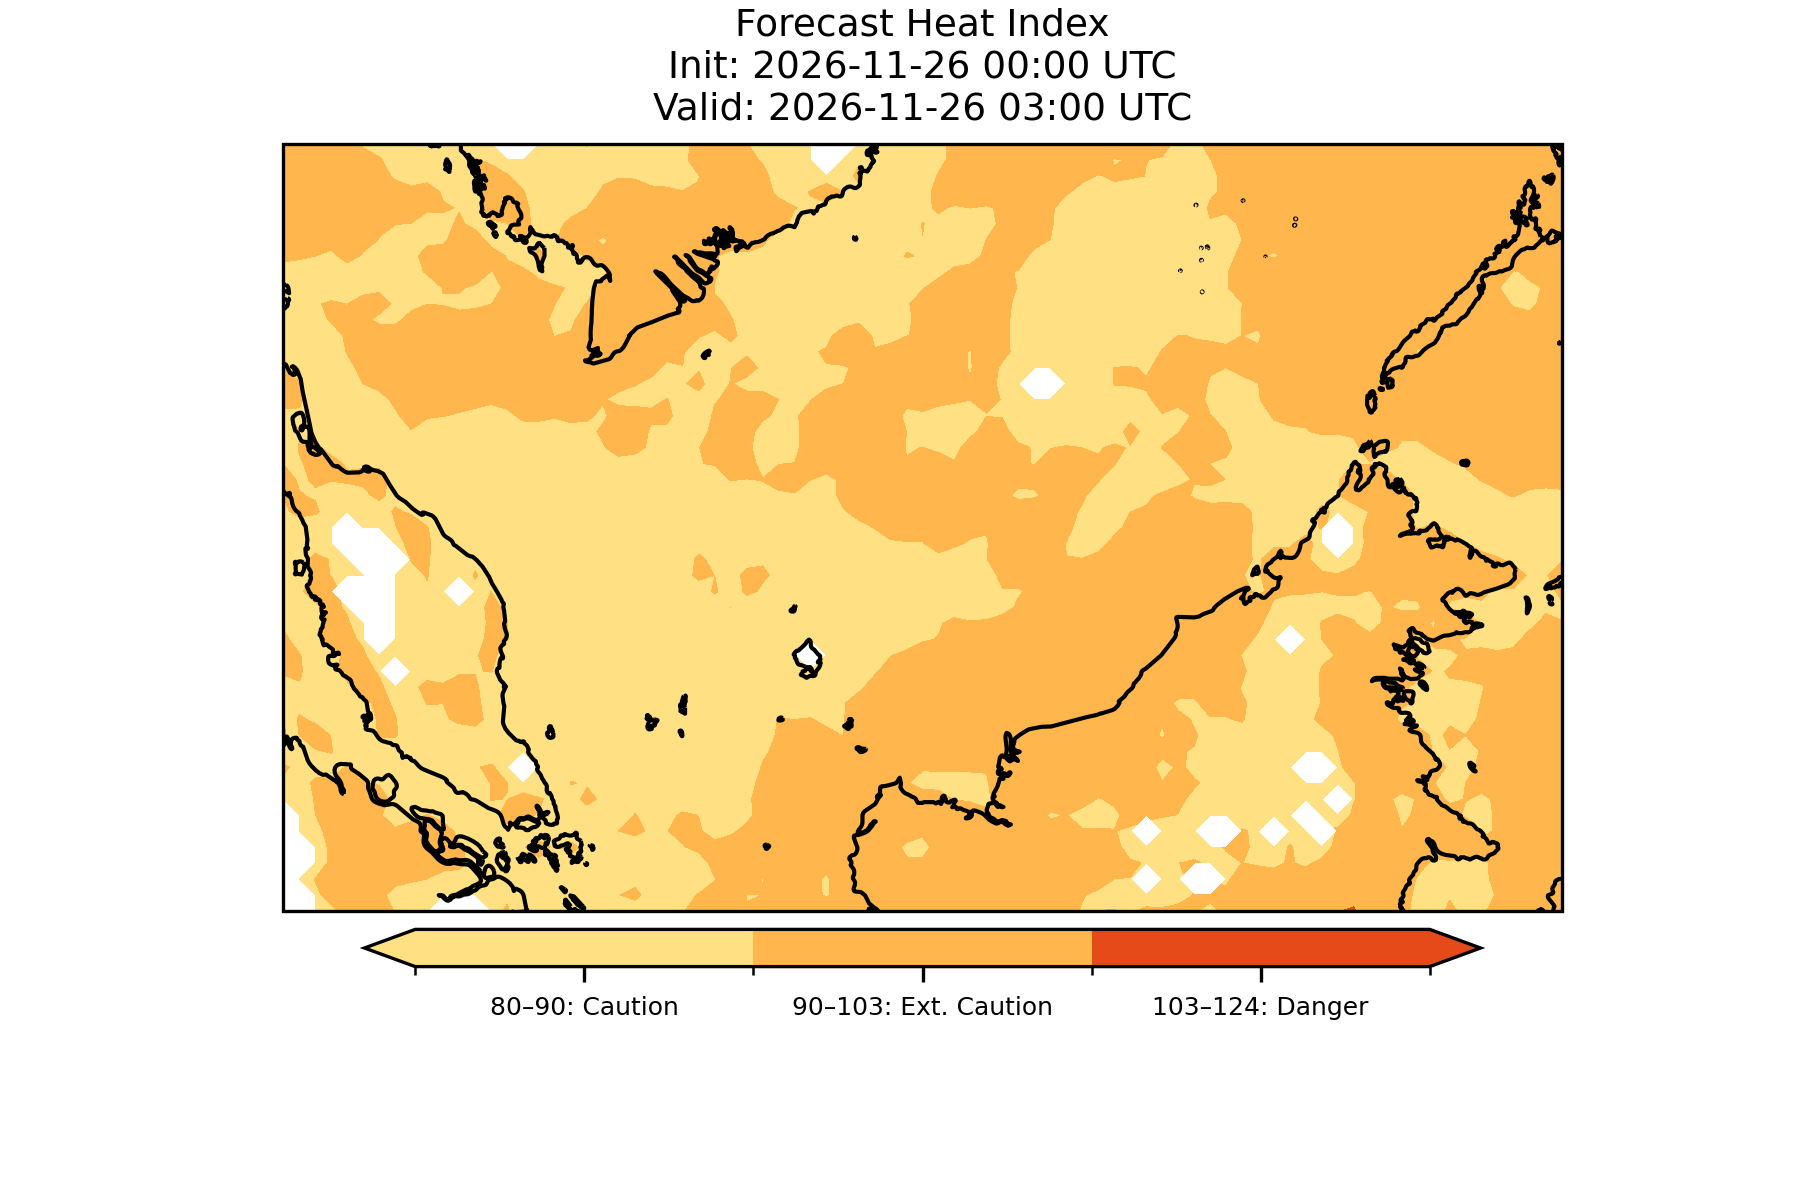 Forecast Heat Index
Init: 2026-11-26 00:00 UTC
Valid: 2026-11-26 03:00 UTC
80–90: Caution
90–103: Ext. Caution
103–124: Danger